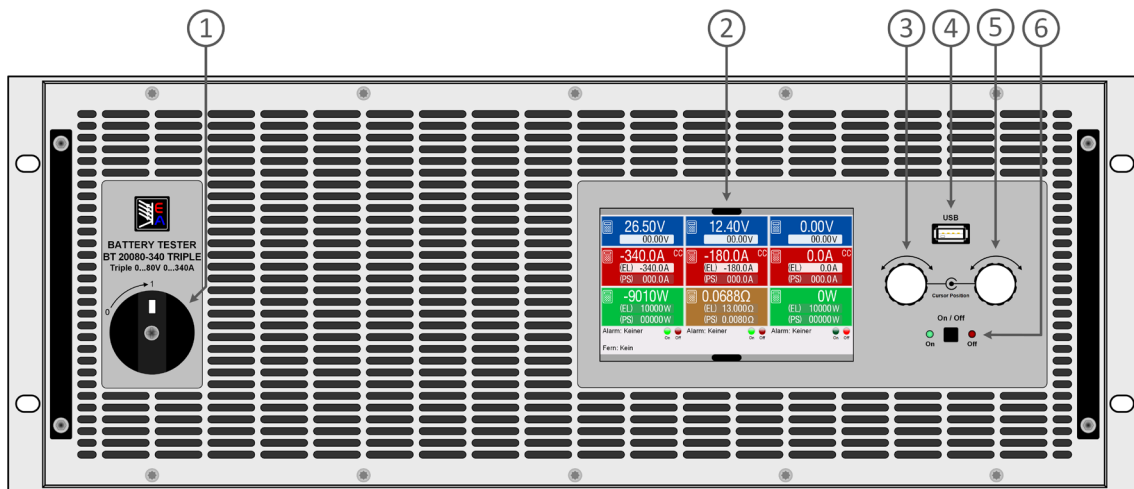 1
2
3
4
5
6
EA
BATTERY TESTER
BT 20080-340 TRIPLE
Triple 0...80V 0...340A
0
1
26.50V
00.00V
12.40V
00.00V
0.00V
00.00V
-340.0A CC
(EL) -340.0A
(PS) 000.0A
-180.0A CC
(EL) -180.0A
(PS) 000.0A
0.0A CC
(EL) 0.0A
(PS) 000.0A
-9010W
(EL) 10000W
(PS) 00000W
0.0688Ω
(EL) 13.000Ω
(PS) 0.0080Ω
0W
(EL) 10000W
(PS) 00000W
Alarm: Keiner On Off
Alarm: Keiner On Off
Alarm: Keiner On Off
Fern: Kein
USB
Cursor Position
On / Off
On
Off